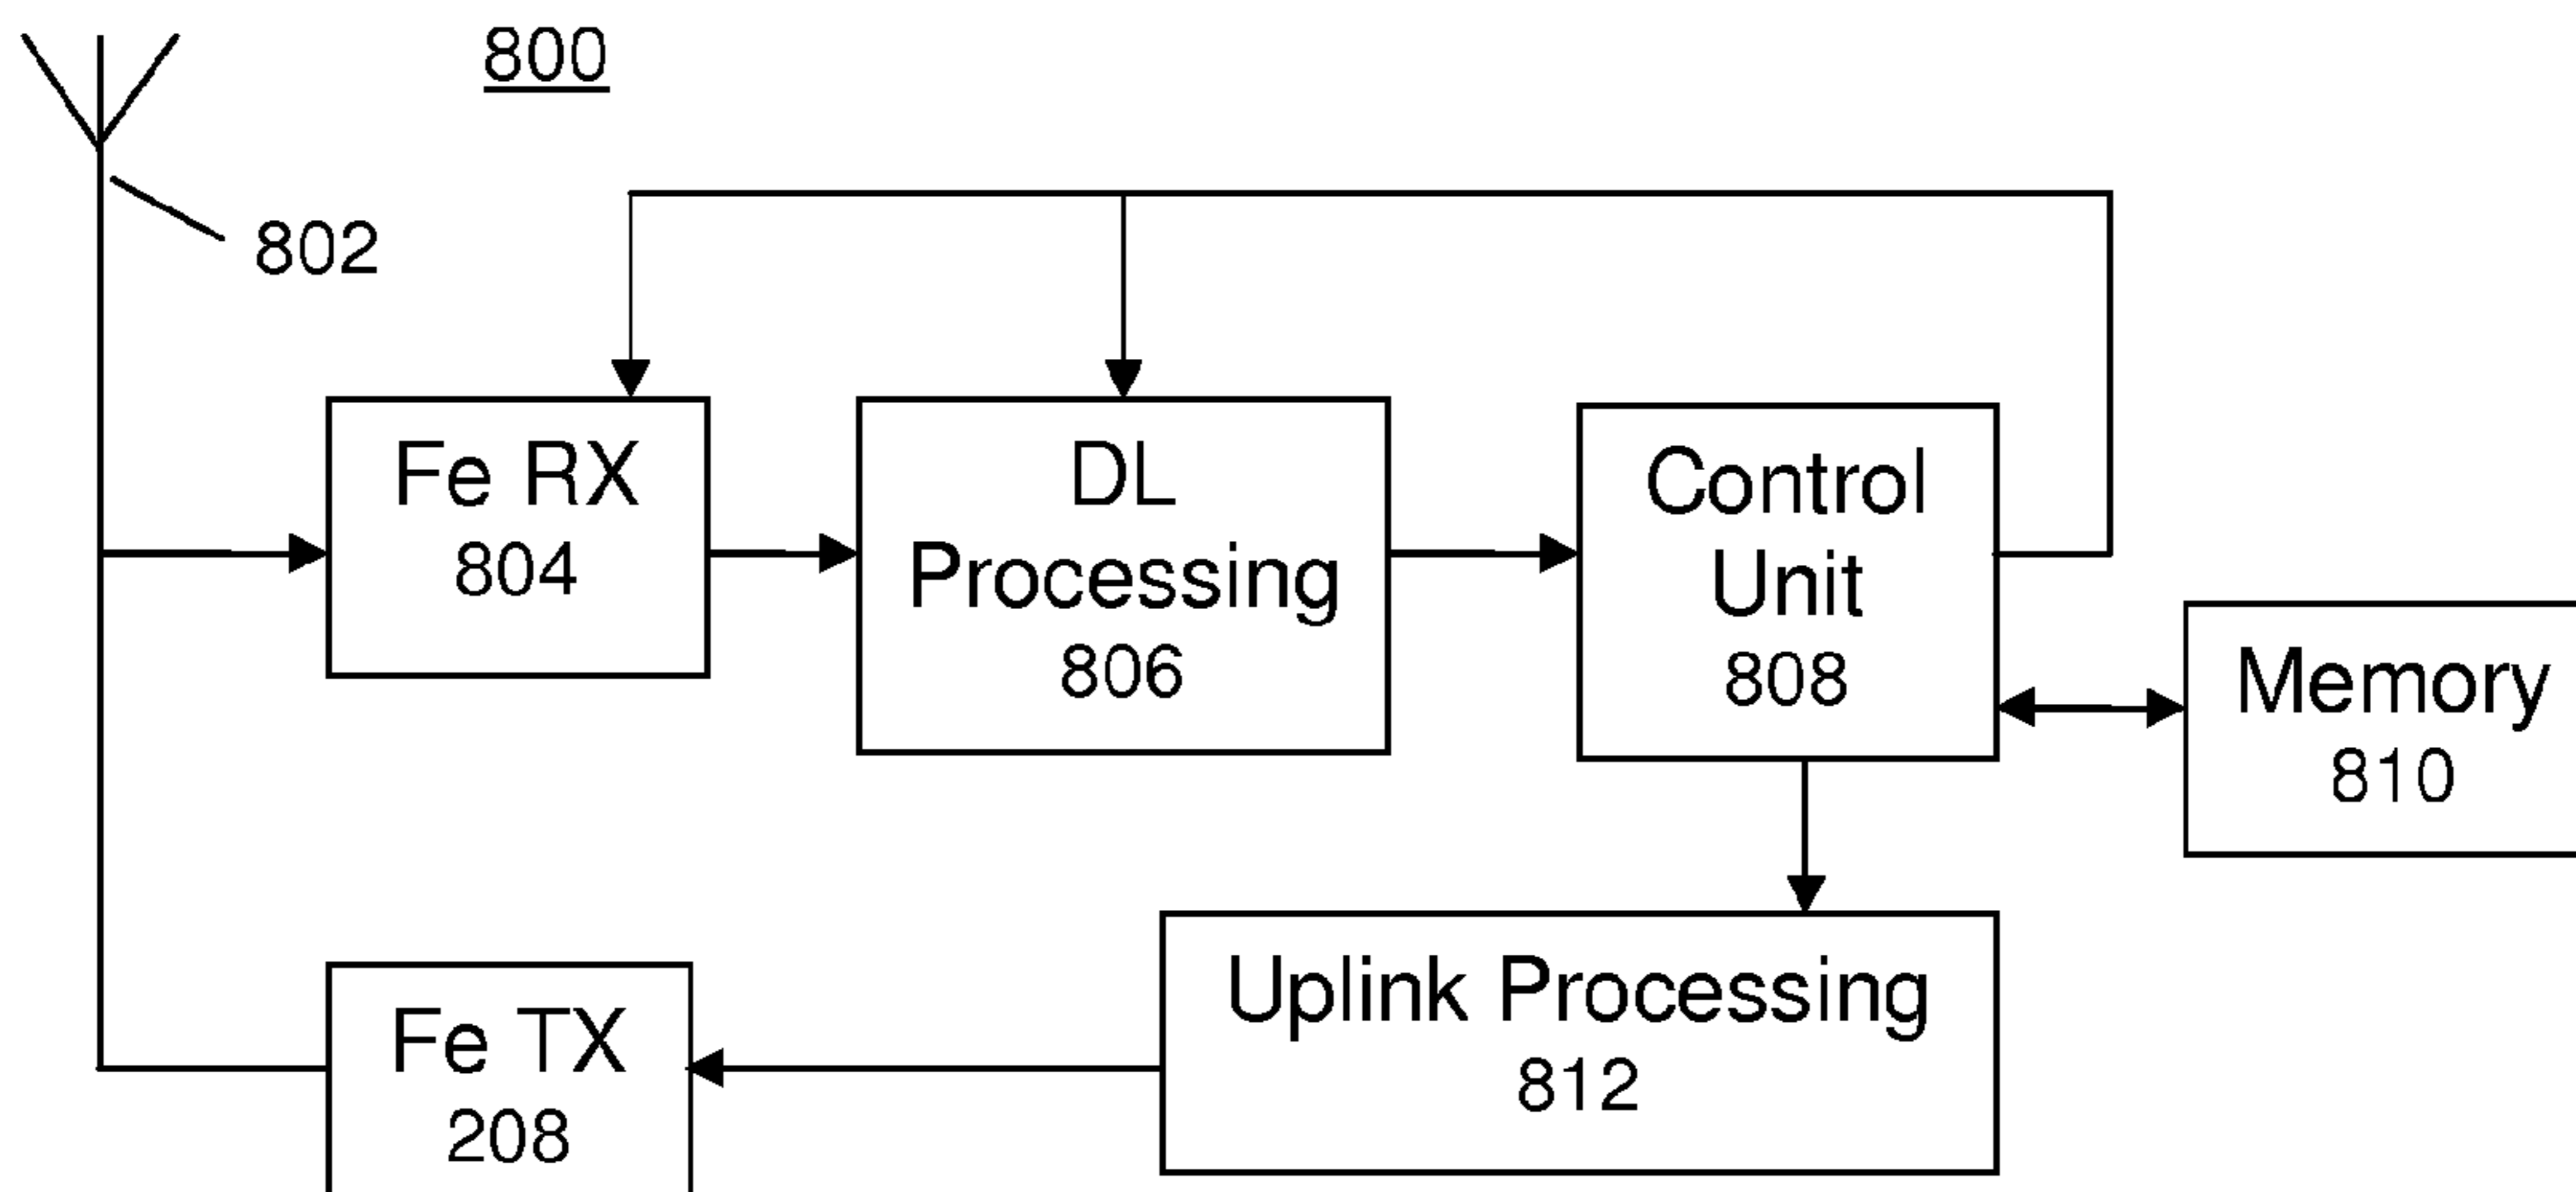 800
802
Fe RX
804
DL
Processing
806
Control
Unit
808
Memory
810
Uplink Processing
812
Fe TX
208